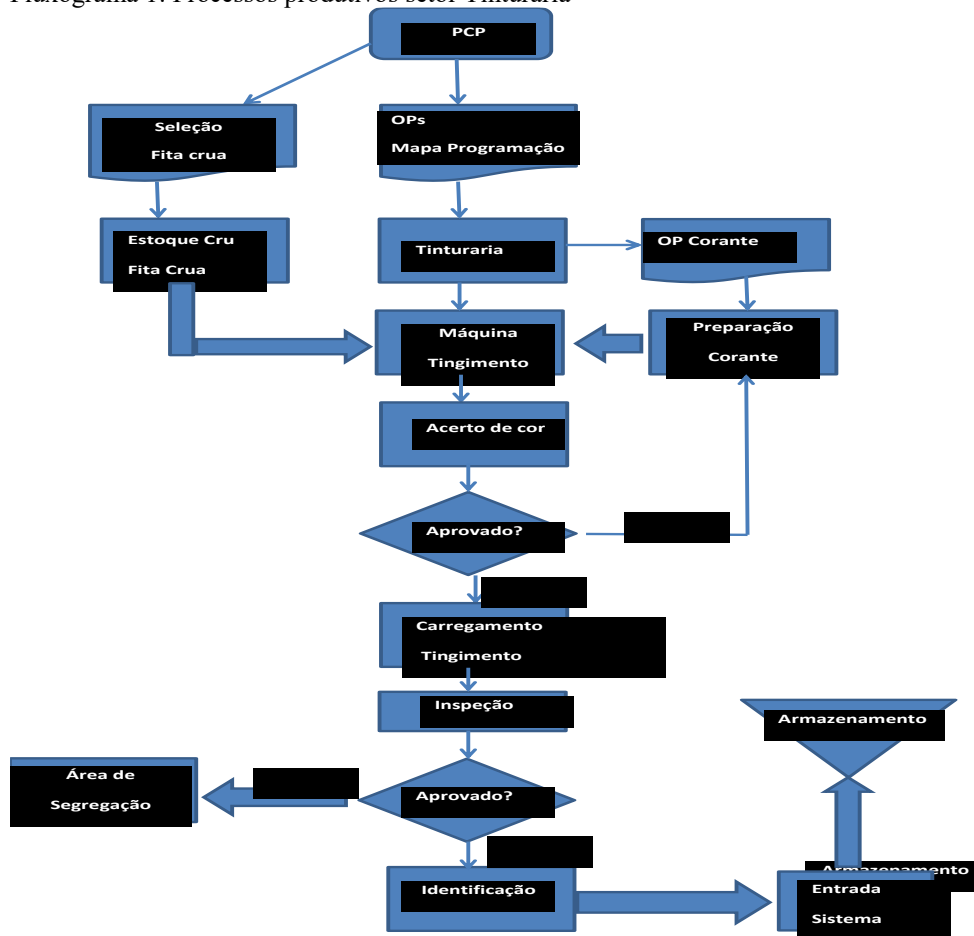 PCP
Seleção
Fita crua
OPs
Mapa Programação
Estoque Cru
Fita Crua
Tinturaria
OP Corante
Máquina
Tingimento
Preparação
Corante
Acerto de cor
Aprovado?
Carregamento
Tingimento
Inspeção
Armazenamento
Área de
Segregação
Aprovado?
Identificação
Armazenamento
Entrada
Sistema